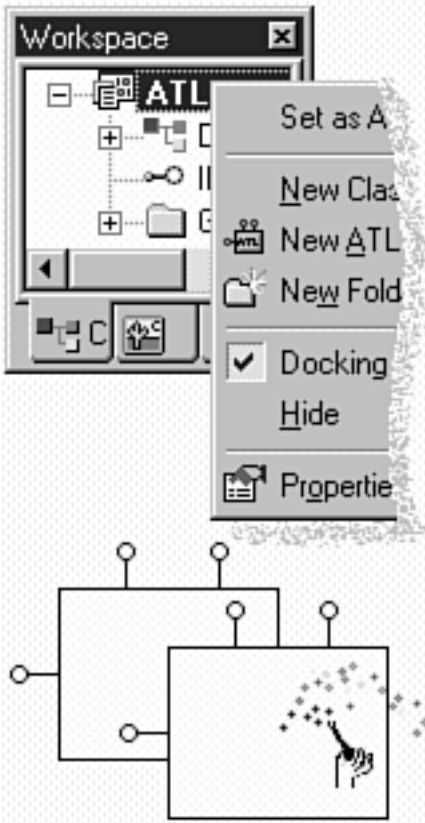 Workspace
ATL
Set as A
New Clas
New ATL
New Fold
Docking
Hide
Propertie
C